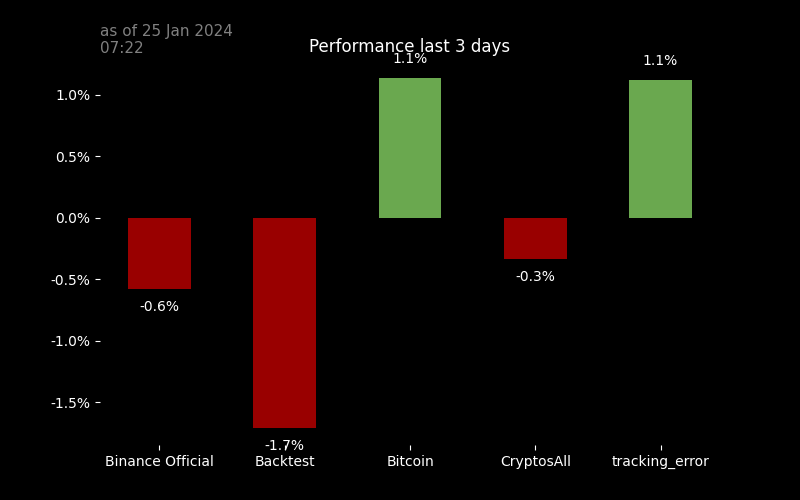 as of 25 Jan 2024
07:22
Performance last 3 days
1.1%
1.1%
1.0%
0.5%
0.0%
-0.5%
-0.3%
-0.6%
-1.0%
-1.5%
-1.7%
Binance Official
Backtest
Bitcoin
CryptosAll
tracking_error